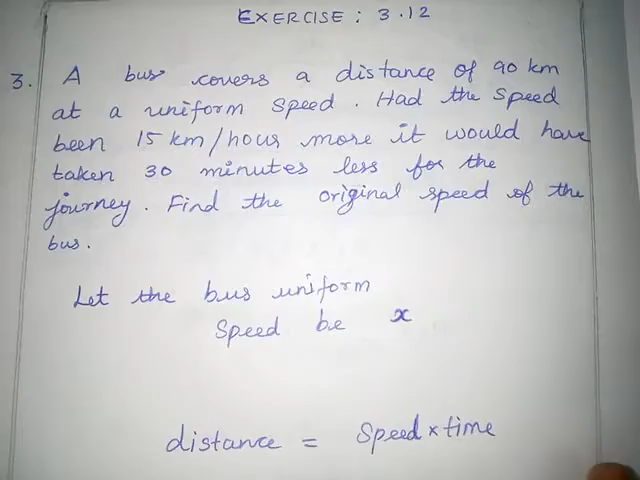 EXERCISE : 3.12
3. A bus covers a distance of 90 km
at a uniform speed. Had the speed
been 15 km/hour more it would have
taken 30 minutes less for the
journey. Find the original speed of the
bus.
Let the bus uniform
Speed be x
distance = Speed × time